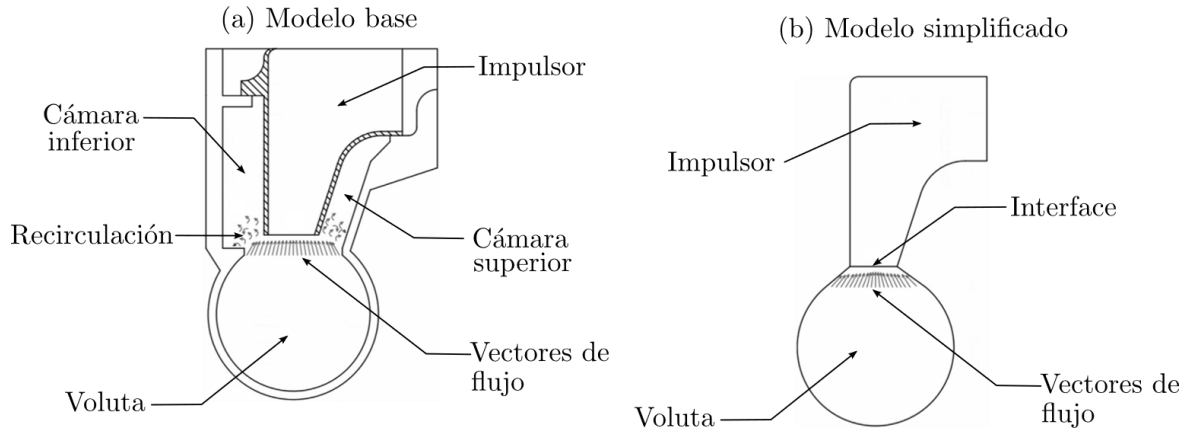 (a) Modelo base
Impulsor
Cámara
inferior
Recirculación
Cámara
superior
Vectores de
flujo
Voluta
(b) Modelo simplificado
Impulsor
Interface
Vectores de
flujo
Voluta